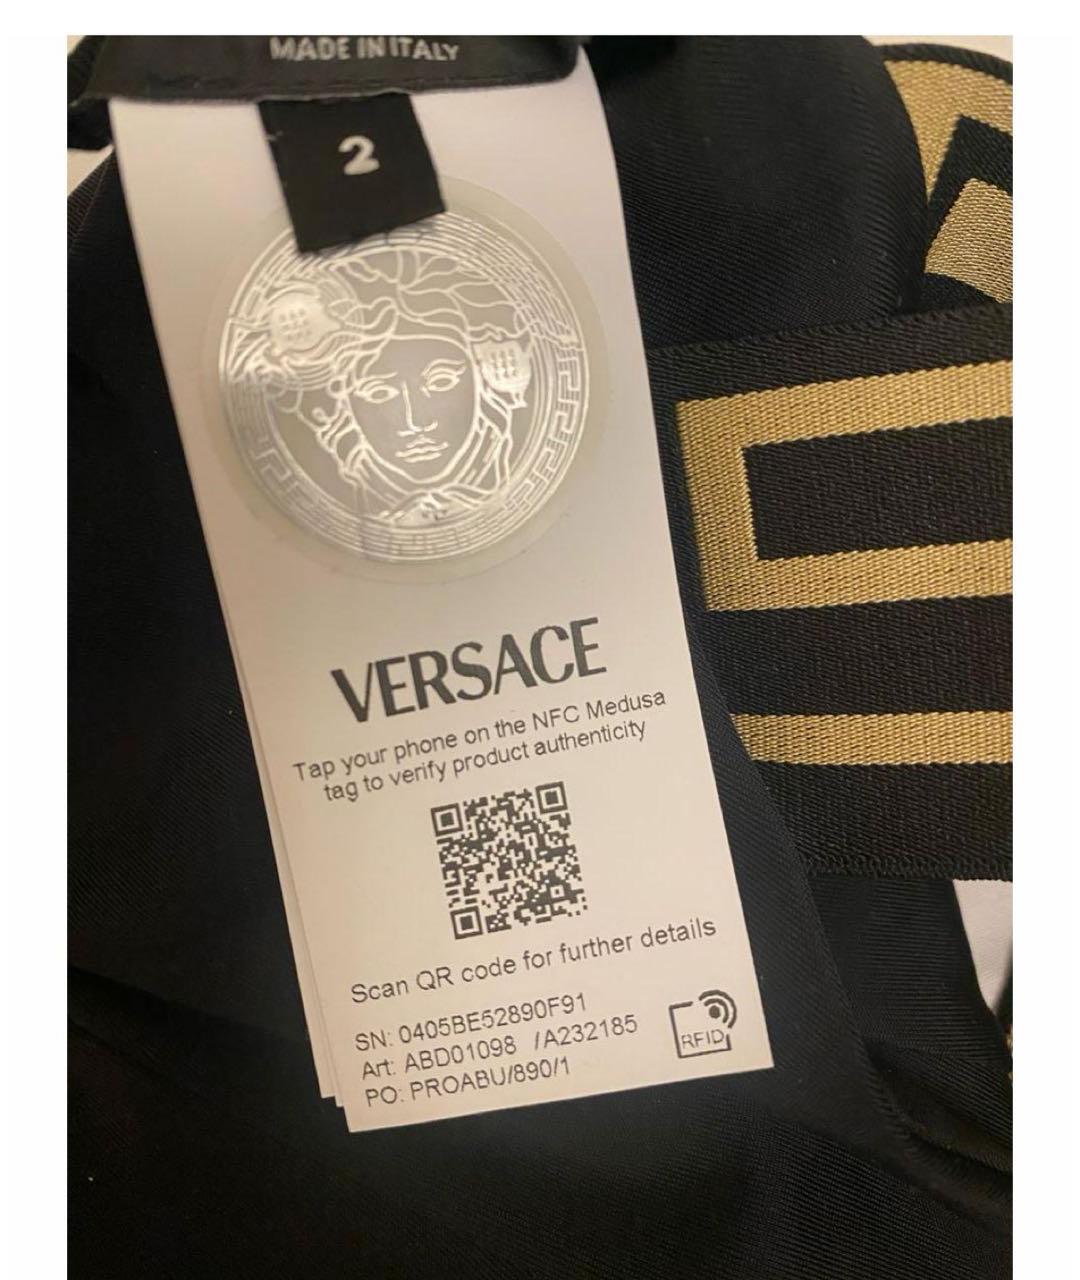 MADE IN ITALY
2
VERSACE
Tap your phone on the NFC Medusa
tag to verify product authenticity
Scan QR code for further details
SN: 0405BE52890F91
Art: ABD01098 /A232185
PO: PROABU/890/1
RFID